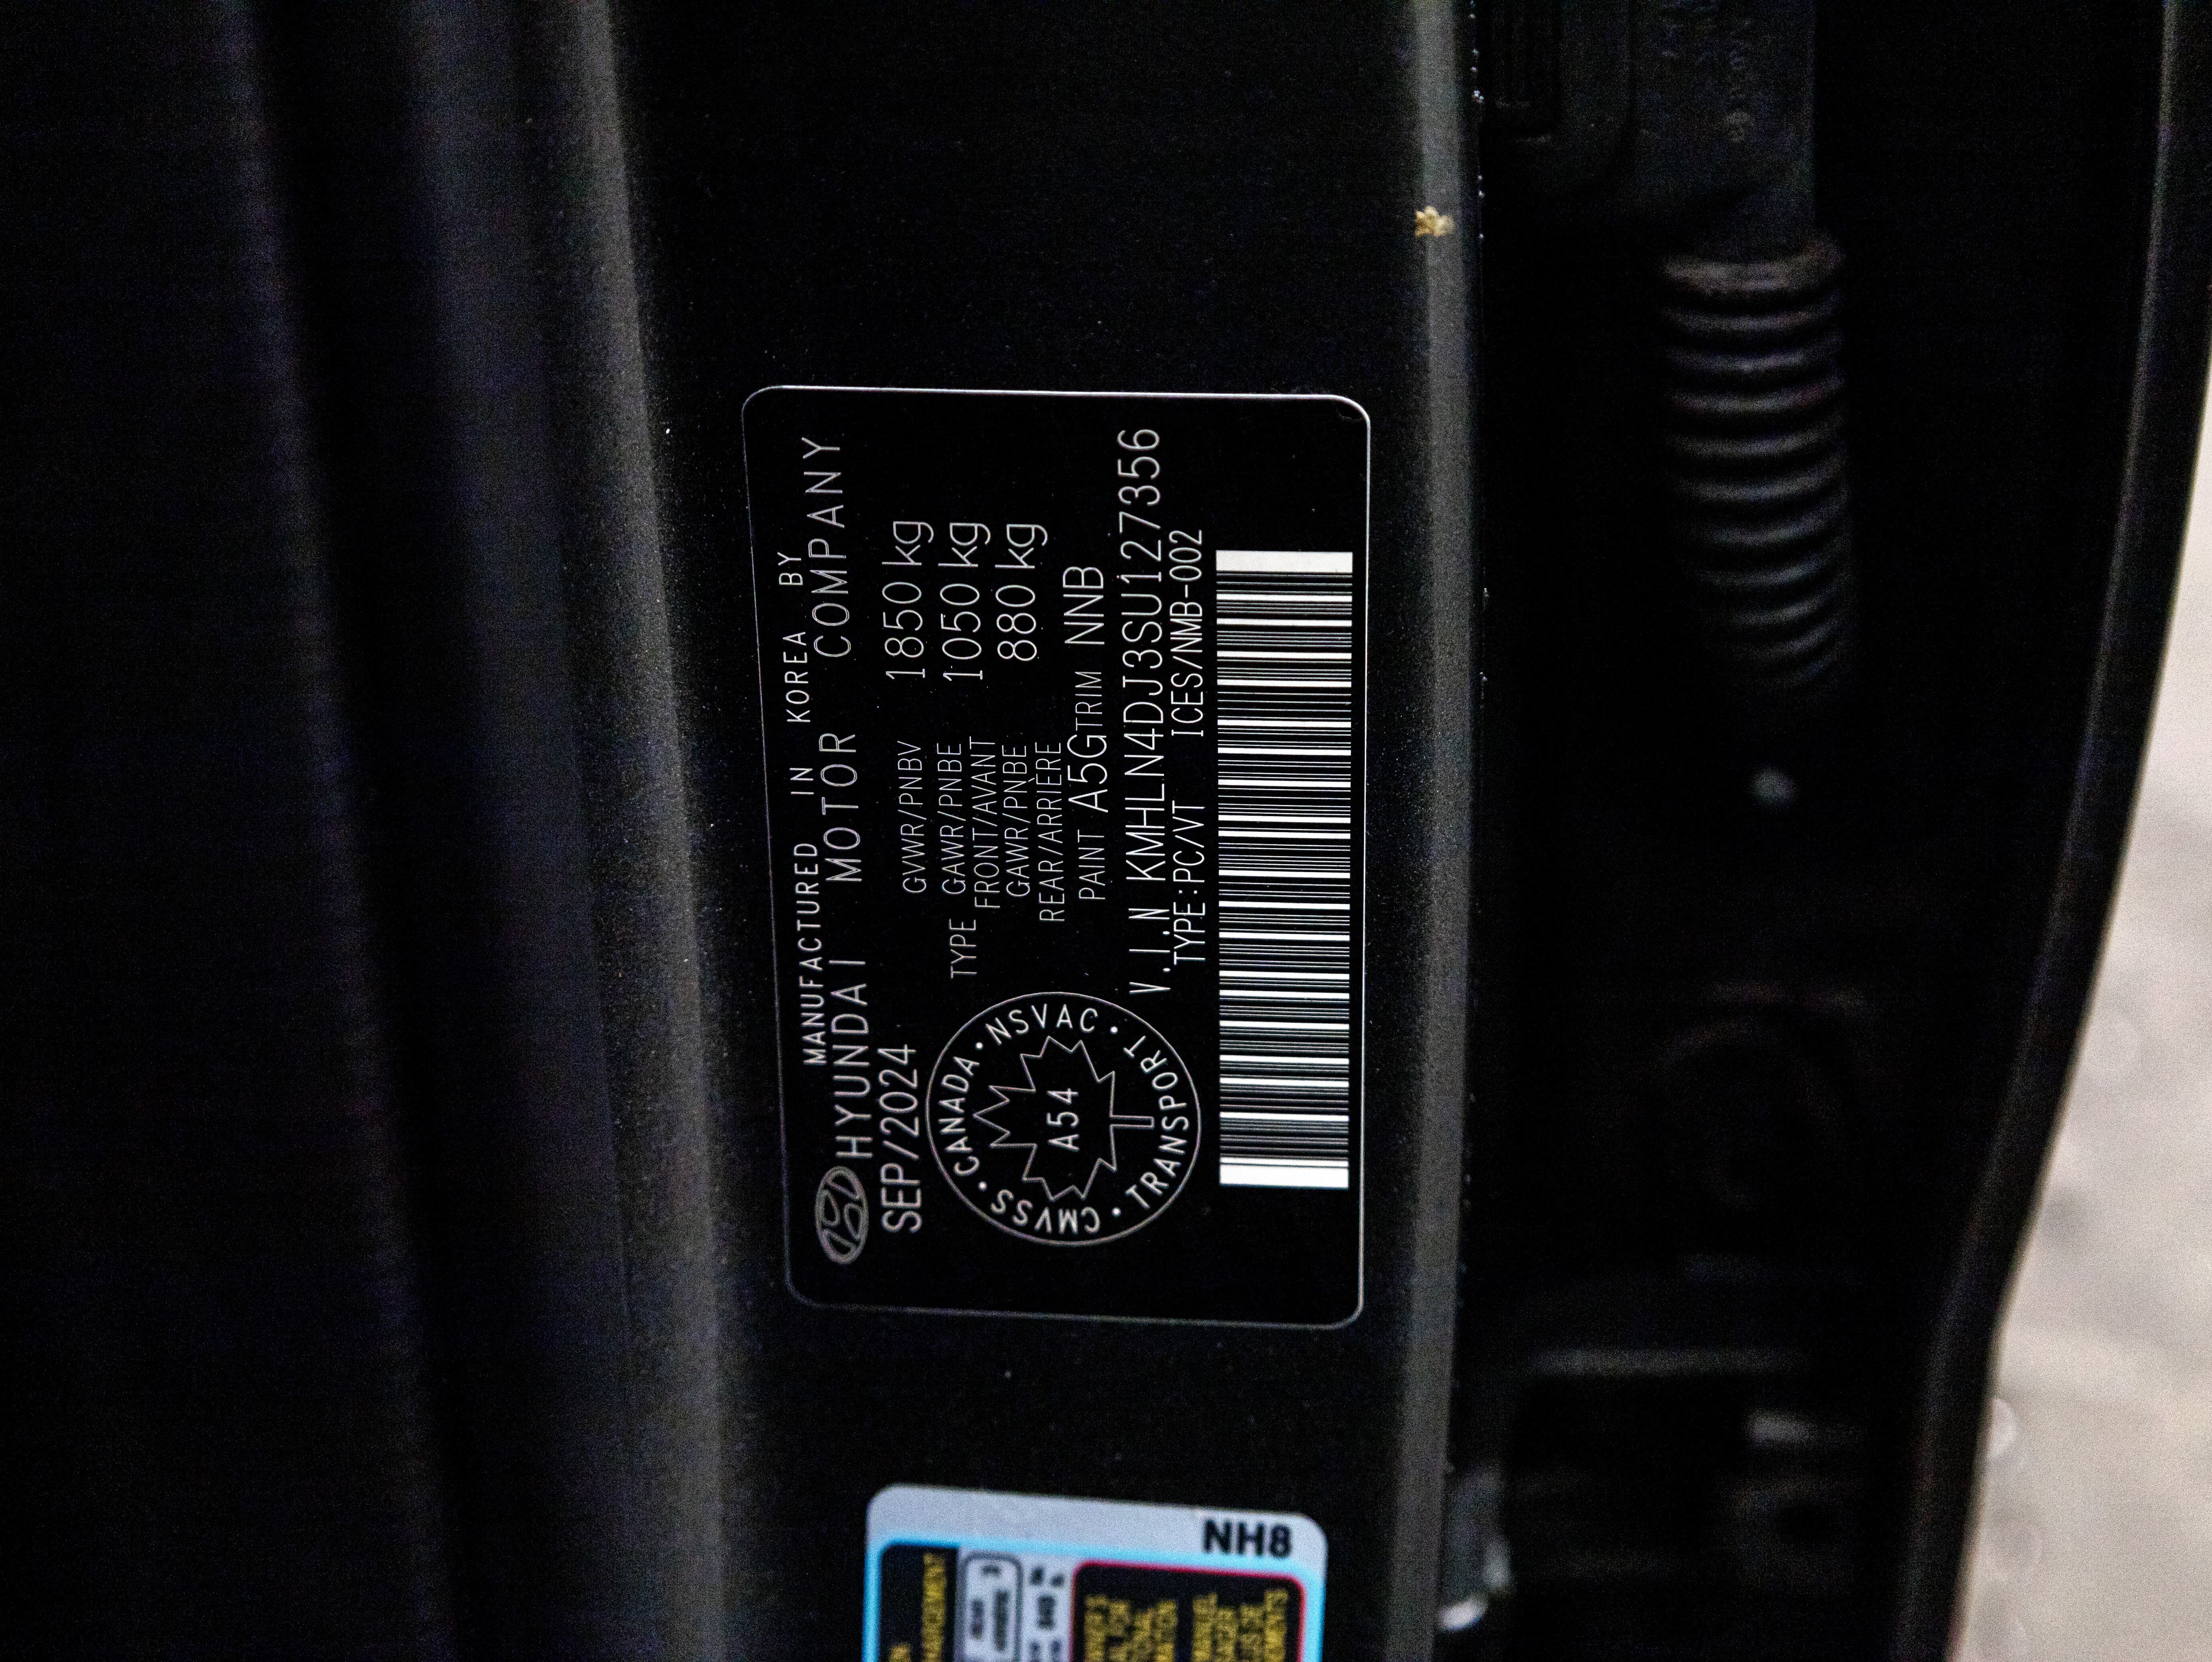 MANUFACTURED IN KOREA BY
HYUNDAI MOTOR COMPANY
SEP/2024
GVWR/PNBV 1850 kg
TYPE GAWR/PNBE FRONT/AVANT 1050 kg
GAWR/PNBE REAR/ARRIERE 880 kg
PAINT A5G TRIM NNB
V.I.N KMHLN4DJ3SU127356
TYPE:PC/VT ICES/NMB-002
CANADA · NSVAC · TRANSPORT · CMVSS ·
A54
NH8